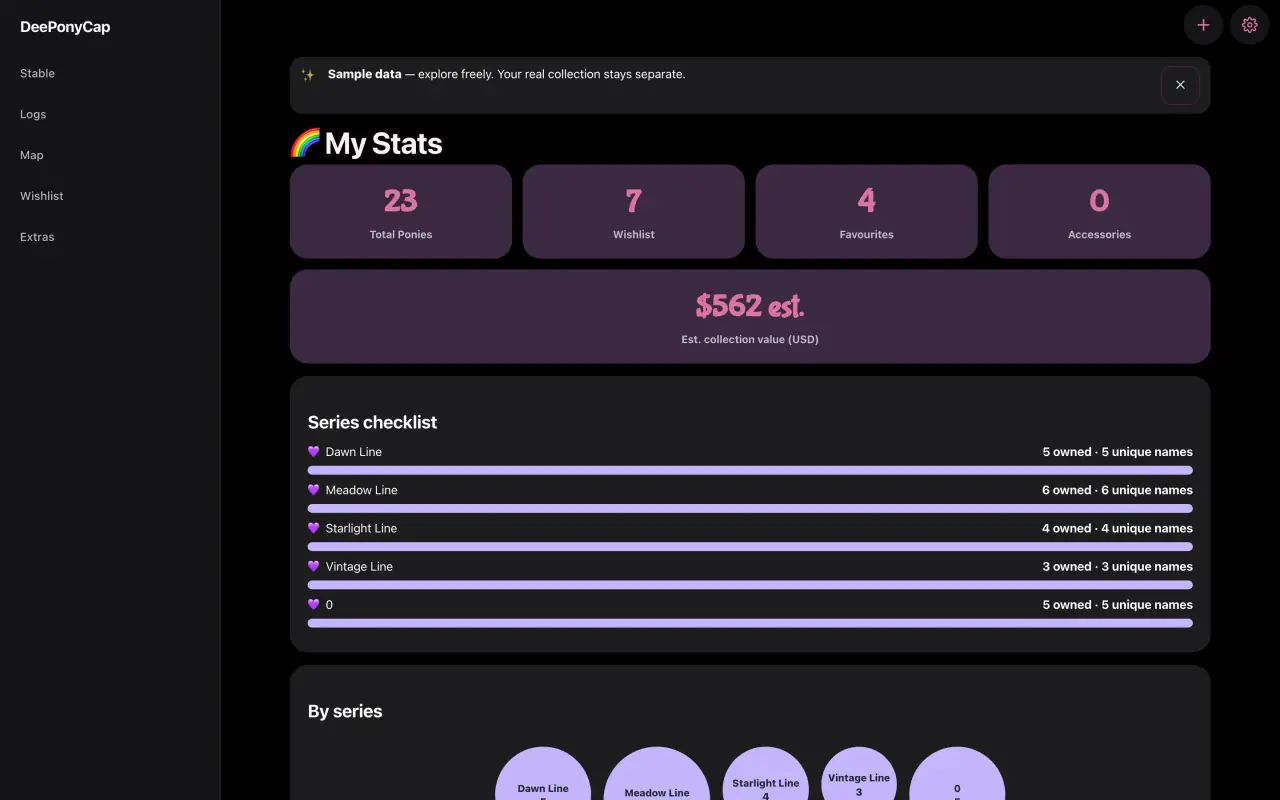 DeePonyCap
Stable
Logs
Map
Wishlist
Extras
Sample data — explore freely. Your real collection stays separate.
My Stats
23
Total Ponies
7
Wishlist
4
Favourites
0
Accessories
$562 est.
Est. collection value (USD)
Series checklist
Dawn Line 5 owned · 5 unique names
Meadow Line 6 owned · 6 unique names
Starlight Line 4 owned · 4 unique names
Vintage Line 3 owned · 3 unique names
0 5 owned · 5 unique names
By series
Dawn Line
Meadow Line
Starlight Line
4
Vintage Line
3
0